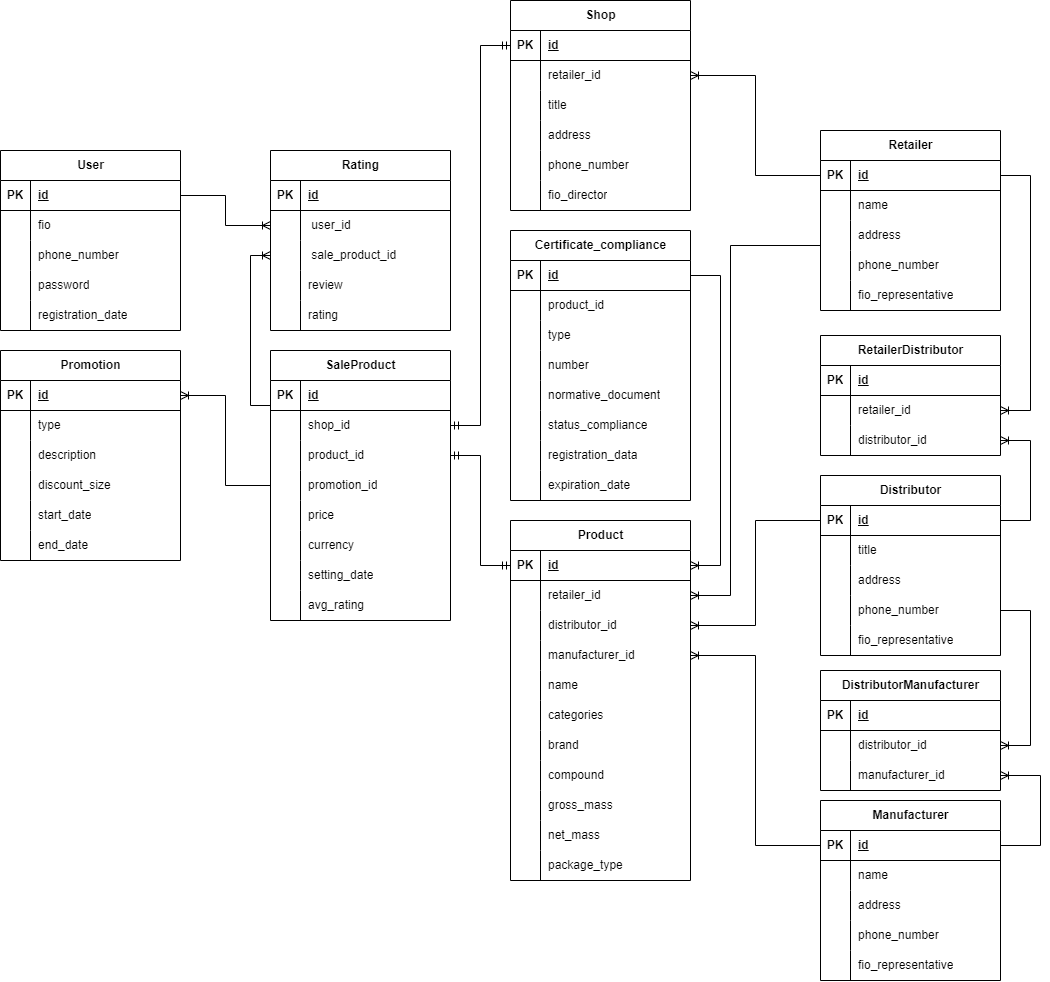 Shop
PK id
retailer_id
title
address
phone_number
fio_director
User
PK id
fio
phone_number
password
registration_date
Rating
PK id
user_id
sale_product_id
review
rating
Retailer
PK id
name
address
phone_number
fio_representative
Certificate_compliance
PK id
product_id
type
number
normative_document
status_compliance
registration_data
expiration_date
Promotion
PK id
type
description
discount_size
start_date
end_date
SaleProduct
PK id
shop_id
product_id
promotion_id
price
currency
setting_date
avg_rating
RetailerDistributor
PK id
retailer_id
distributor_id
Distributor
PK id
title
address
phone_number
fio_representative
Product
PK id
retailer_id
distributor_id
manufacturer_id
name
categories
brand
compound
gross_mass
net_mass
package_type
DistributorManufacturer
PK id
distributor_id
manufacturer_id
Manufacturer
PK id
name
address
phone_number
fio_representative